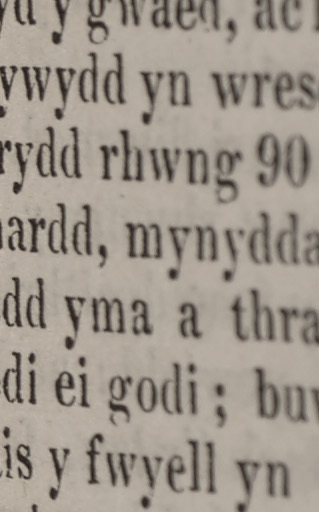 y gwaed, ac
ywydd yn wres
rydd rhwng 90
ardd, mynydda
dd yma a thra
di ei godi; bu
is y fwyell yn